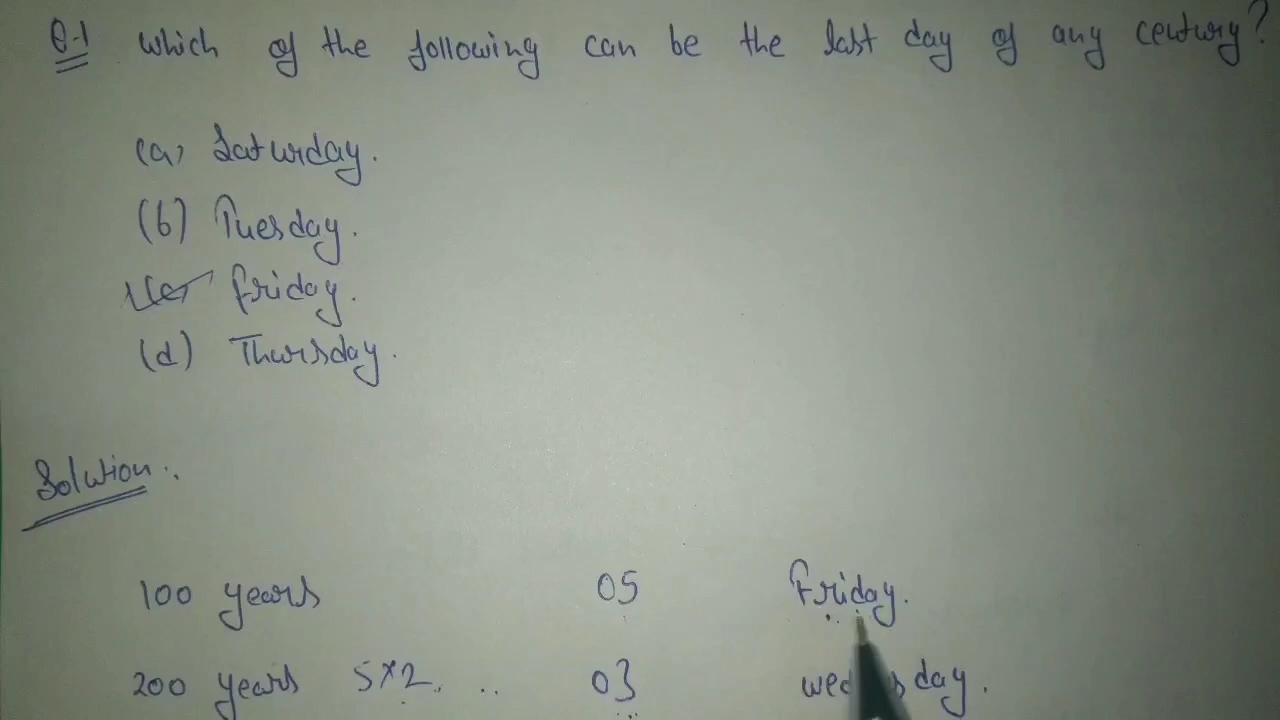 Q.1 Which of the following can be the last day of any century?
(a) Saturday.
(b) Tuesday.
(c) Friday.
(d) Thursday.
Solution:.
100 years 05 Friday.
200 years 5×2. .. 03